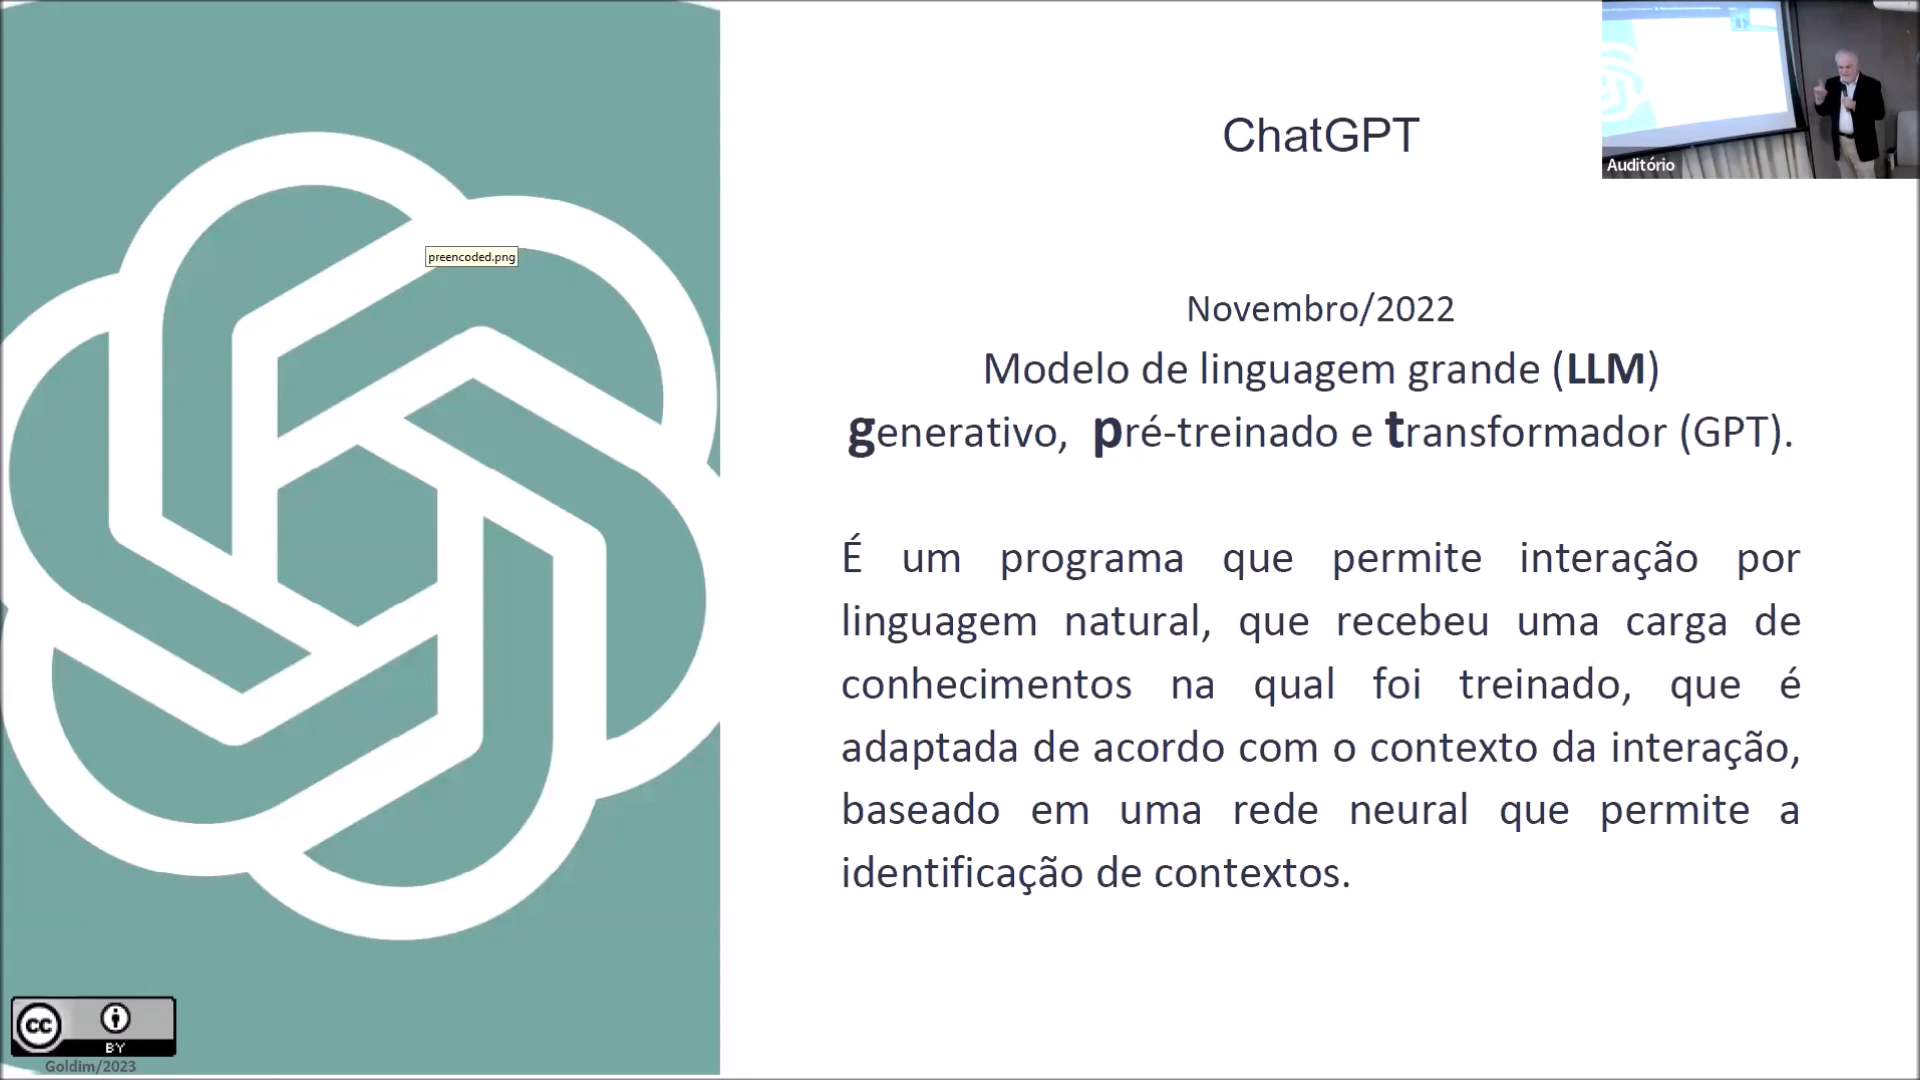 ChatGPT
Auditório
preencoded.png
Novembro/2022
Modelo de linguagem grande (LLM)
generativo, pré-treinado e transformador (GPT).
É um programa que permite interação por
linguagem natural, que recebeu uma carga de
conhecimentos na qual foi treinado, que é
adaptada de acordo com o contexto da interação,
baseado em uma rede neural que permite a
identificação de contextos.
cc
BY
Goldim/2023